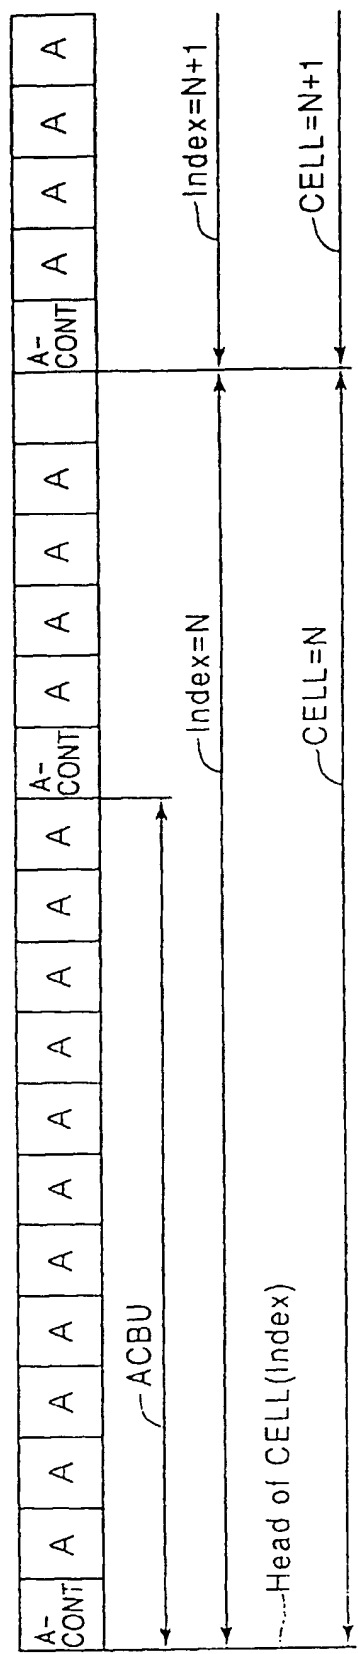 A-
CONT
A
A
A
A
A
A
A
A
A
A
A
A-
CONT
A
A
A
A
A-
CONT
A
A
A
A
ACBU
Index=N
Index=N+1
Head of CELL(Index)
CELL=N
CELL=N+1